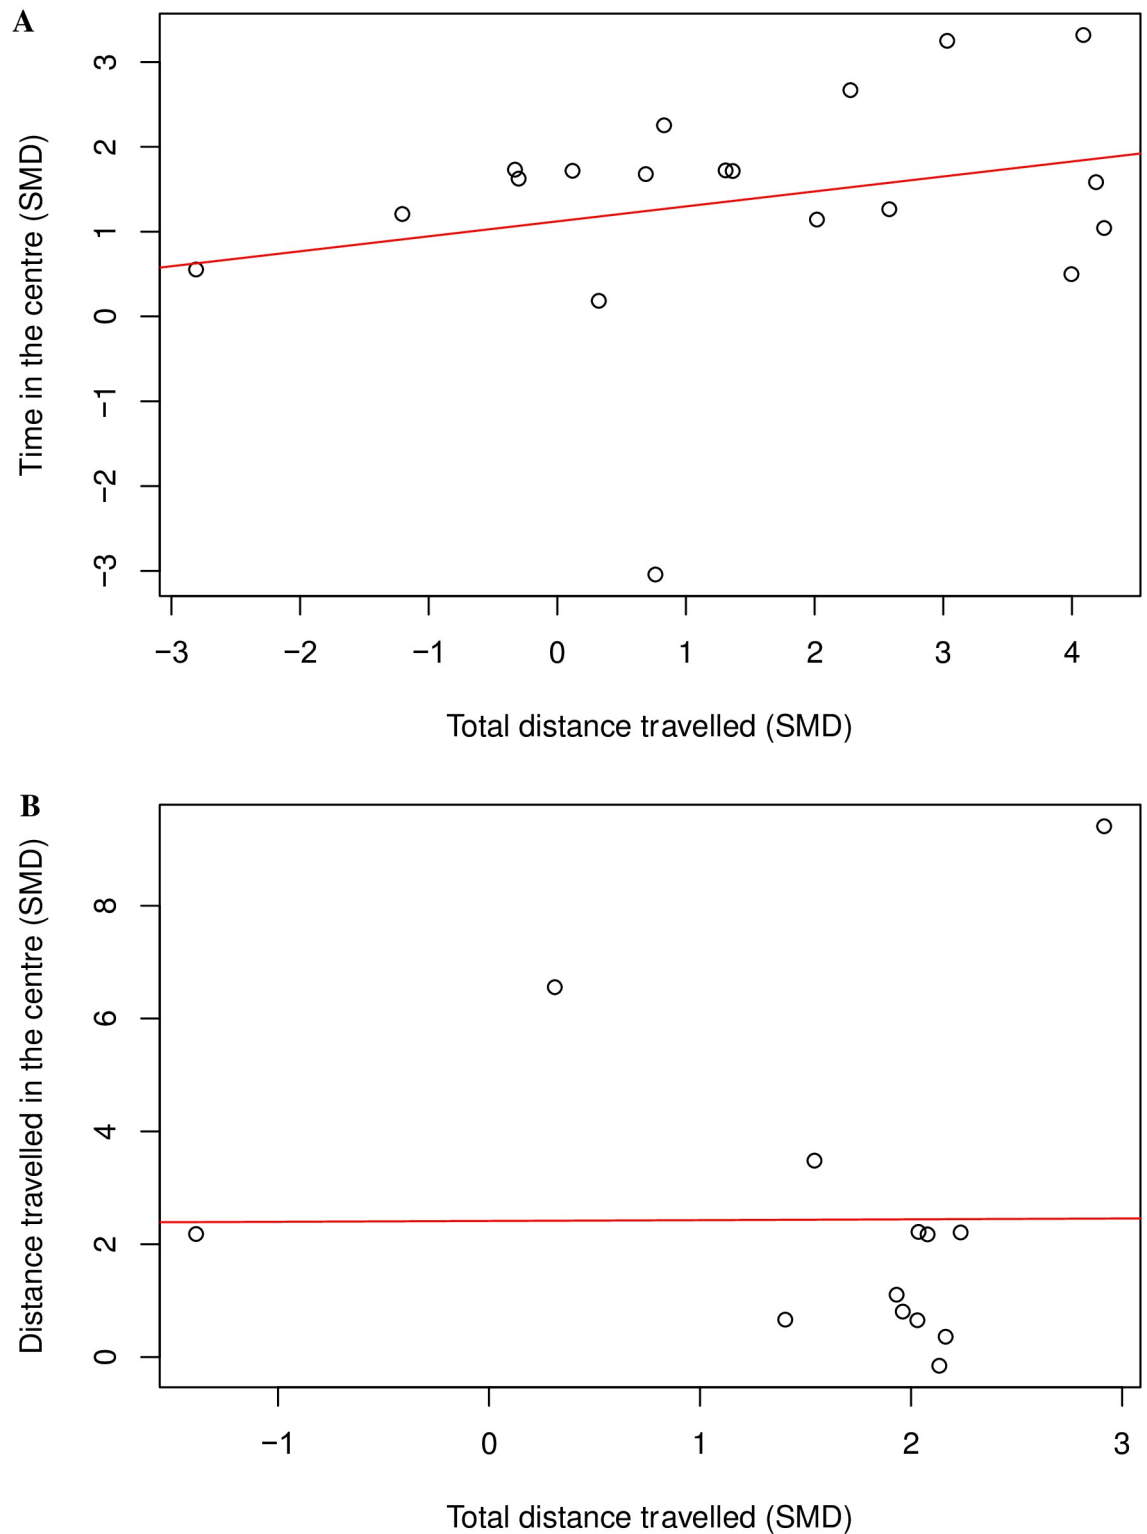 A
Time in the centre (SMD)
3
2
1
0
−1
−2
−3
−3 −2 −1 0 1 2 3 4
Total distance travelled (SMD)
B
Distance travelled in the centre (SMD)
8
6
4
2
0
−1 0 1 2 3
Total distance travelled (SMD)